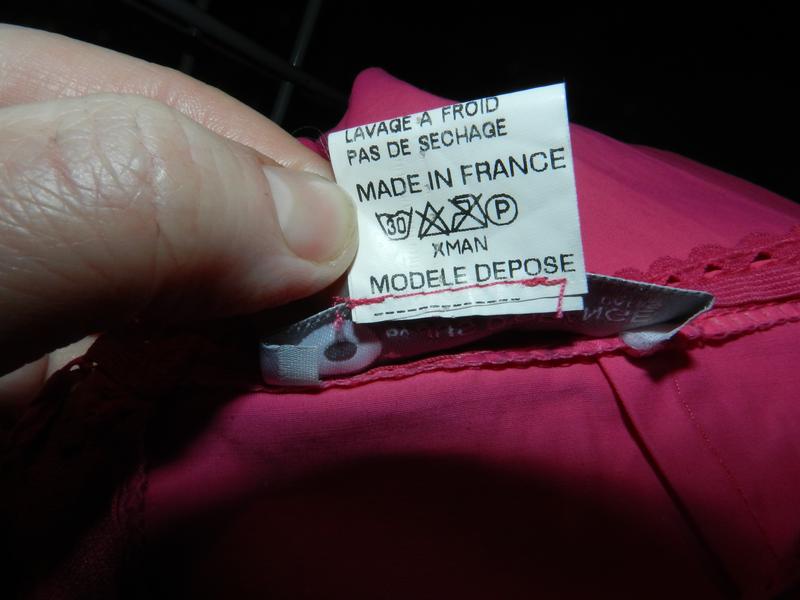 LAVAGE A FROID
PAS DE SECHAGE
MADE IN FRANCE
30 P
XMAN
MODELE DEPOSE